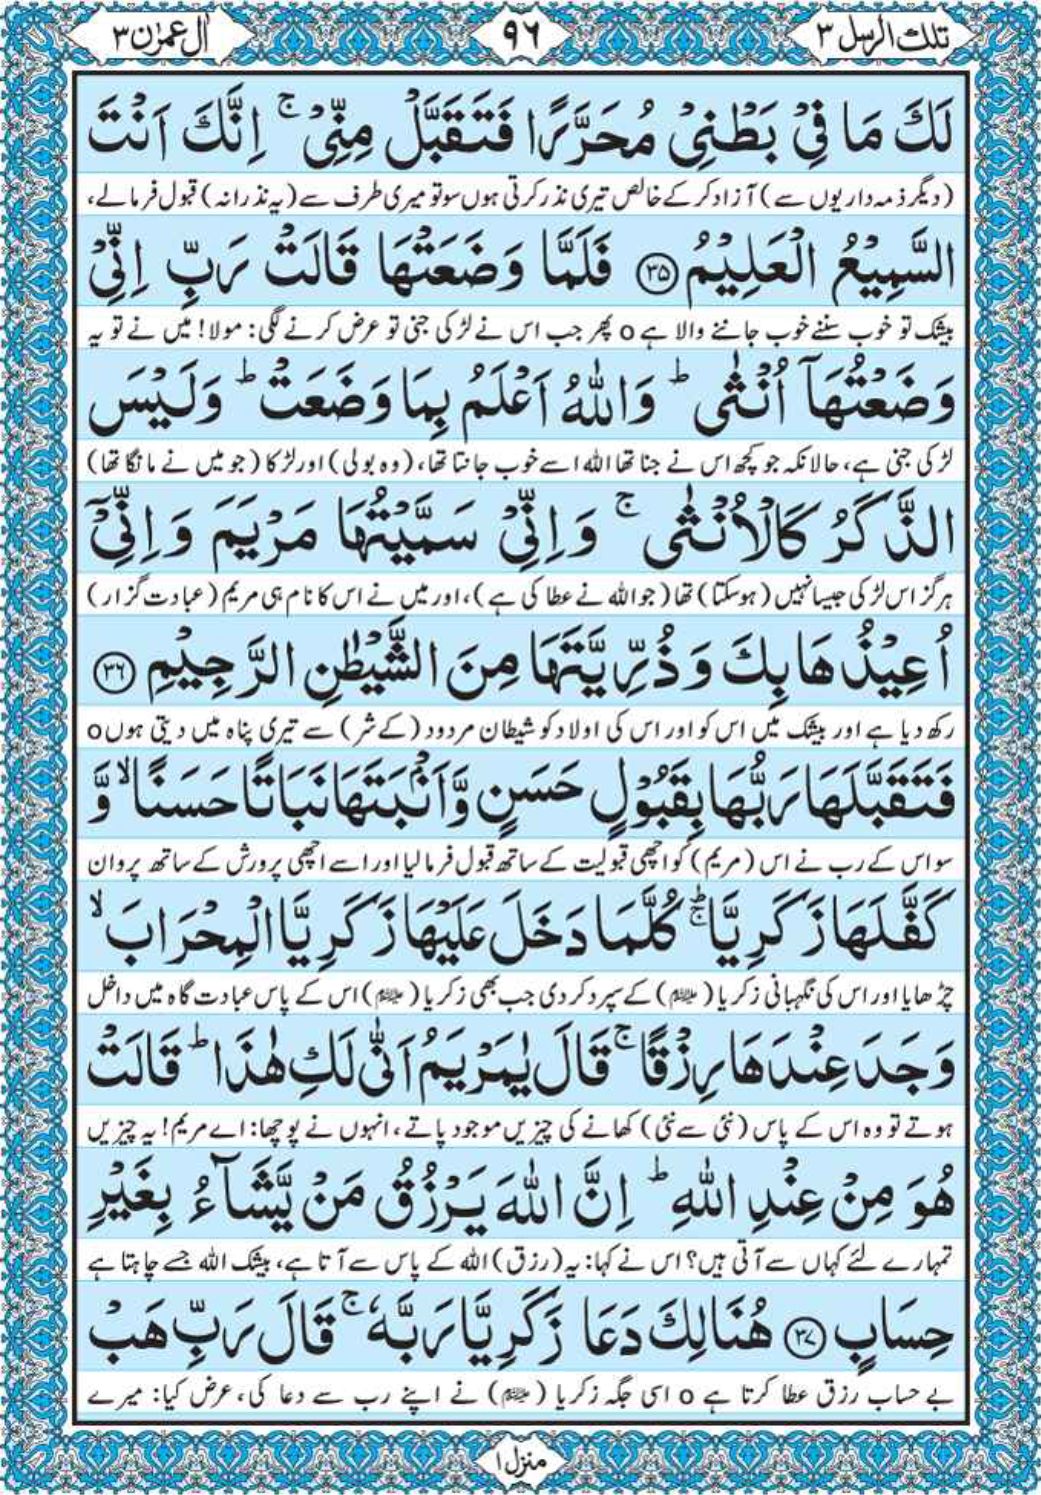 تلك الرسل ۳
۹٦
اٰل عمرٰن ۳
لَكَ مَا فِیْ بَطْنِیْ مُحَرَّرًا فَتَقَبَّلْ مِنِّیْ ۚ اِنَّكَ اَنْتَ
(دیگر ذمہ داریوں سے) آزاد کر کے خالص تیری نذر کرتی ہوں سو تو میری طرف سے (یہ نذرانہ) قبول فرما لے،
السَّمِیْعُ الْعَلِیْمُ ﴿۳۵﴾ فَلَمَّا وَضَعَتْهَا قَالَتْ رَبِّ اِنِّیْ
بیشک تو خوب سننے خوب جاننے والا ہے o پھر جب اس نے لڑکی جنی تو عرض کرنے لگی: مولا! میں نے تو یہ
وَضَعْتُهَاۤ اُنْثٰی ؕ وَاللّٰهُ اَعْلَمُ بِمَا وَضَعَتْ ؕ وَلَیْسَ
لڑکی جنی ہے، حالانکہ جو کچھ اس نے جنا تھا اللہ اسے خوب جانتا تھا، (وہ بولی) اور لڑکا (جو میں نے مانگا تھا)
الذَّكَرُ كَالْاُنْثٰی ۚ وَاِنِّیْ سَمَّیْتُهَا مَرْیَمَ وَاِنِّیْۤ
ہرگز اس لڑکی جیسا نہیں (ہو سکتا) تھا (جو اللہ نے عطا کی ہے)، اور میں نے اس کا نام ہی مریم (عبادت گزار)
اُعِیْذُهَا بِكَ وَذُرِّیَّتَهَا مِنَ الشَّیْطٰنِ الرَّجِیْمِ ﴿۳٦﴾
رکھ دیا ہے اور بیشک میں اس کو اور اس کی اولاد کو شیطان مردود (کے شر) سے تیری پناہ میں دیتی ہوں o
فَتَقَبَّلَهَا رَبُّهَا بِقَبُوْلٍ حَسَنٍ وَّاَنْۢبَتَهَا نَبَاتًا حَسَنًا ۙ وَّ
سو اس کے رب نے اس (مریم) کو اچھی قبولیت کے ساتھ قبول فرما لیا اور اسے اچھی پرورش کے ساتھ پروان
كَفَّلَهَا زَكَرِیَّا ؕۚ كُلَّمَا دَخَلَ عَلَیْهَا زَكَرِیَّا الْمِحْرَابَ ۙ
چڑھایا اور اس کی نگہبانی زکریا (علیہ السلام) کے سپرد کر دی جب بھی زکریا (علیہ السلام) اس کے پاس عبادت گاہ میں داخل
وَجَدَ عِنْدَهَا رِزْقًا ۚ قَالَ یٰمَرْیَمُ اَنّٰی لَكِ هٰذَا ؕ قَالَتْ
ہوتے تو وہ اس کے پاس (نئی سے نئی) کھانے کی چیزیں موجود پاتے، انہوں نے پوچھا: اے مریم! یہ چیزیں
هُوَ مِنْ عِنْدِ اللّٰهِ ؕ اِنَّ اللّٰهَ یَرْزُقُ مَنْ یَّشَآءُ بِغَیْرِ
تمہارے لئے کہاں سے آتی ہیں؟ اس نے کہا: یہ (رزق) اللہ کے پاس سے آتا ہے، بیشک اللہ جسے چاہتا ہے
حِسَابٍ ﴿۳۷﴾ هُنَالِكَ دَعَا زَكَرِیَّا رَبَّهٗ ۚ قَالَ رَبِّ هَبْ
بے حساب رزق عطا کرتا ہے o اسی جگہ زکریا (علیہ السلام) نے اپنے رب سے دعا کی، عرض کیا: میرے
منزل ۱